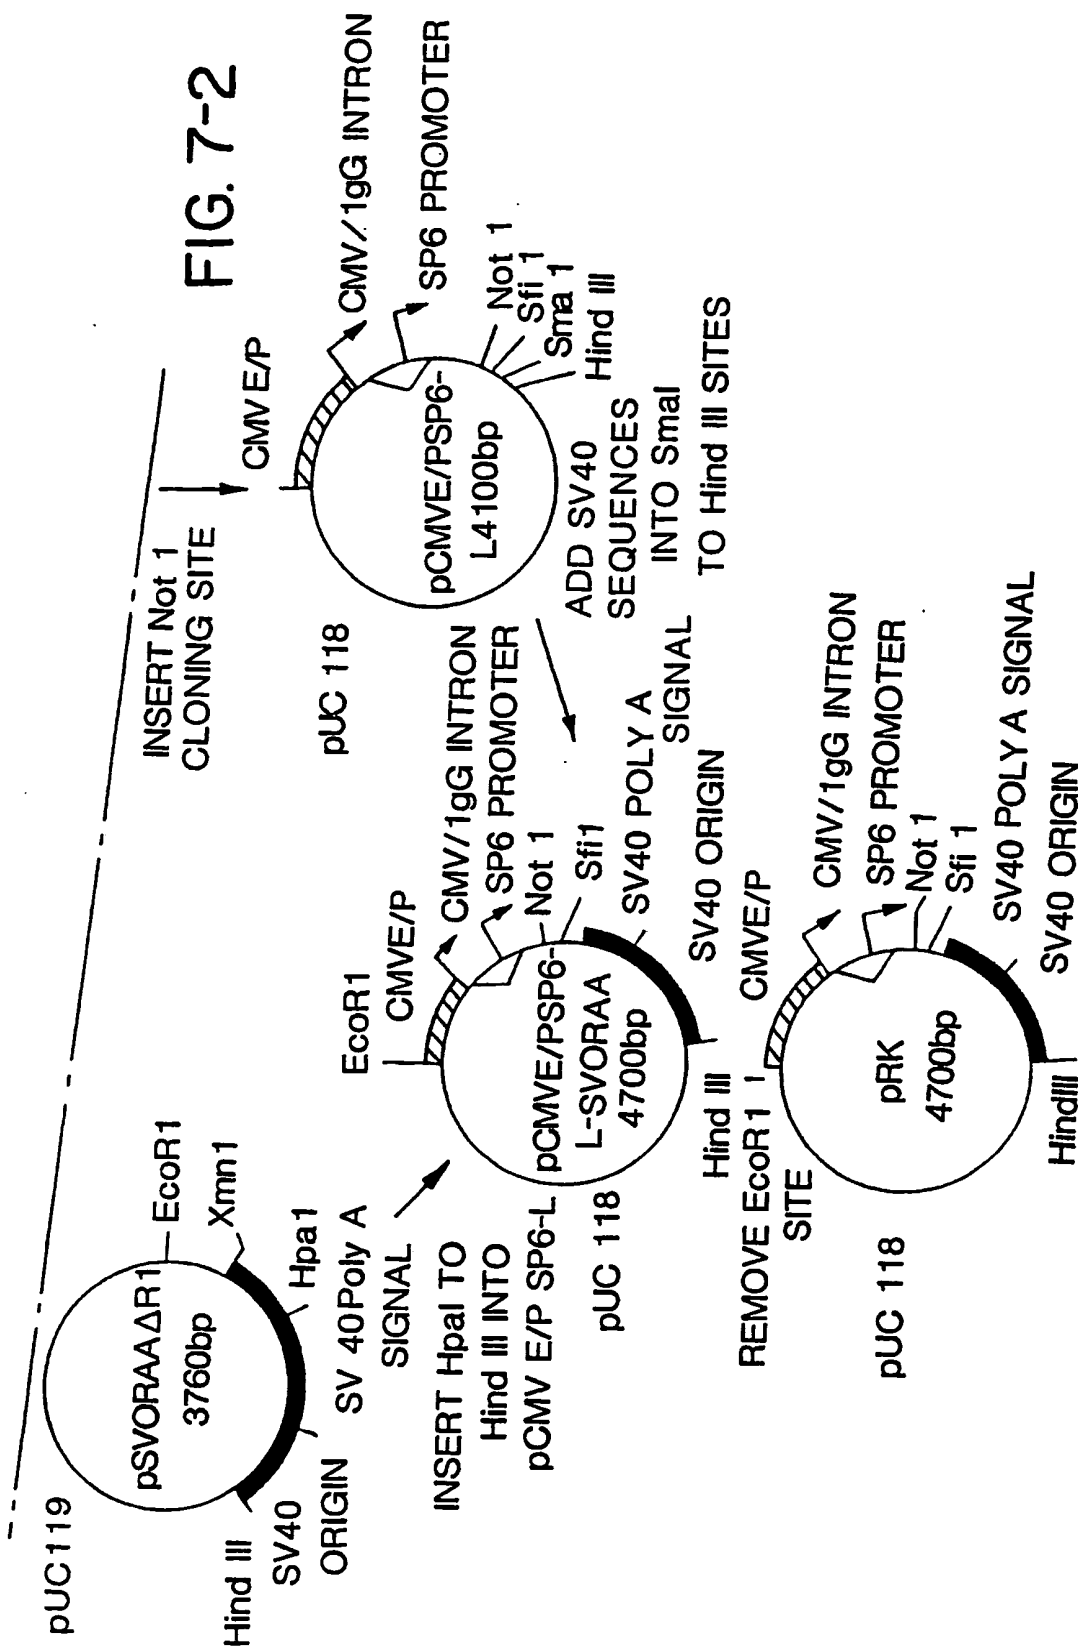 FIG. 7-2
pUC119
pSVORAAΔR1
3760bp
EcoR1
Xmn1
Hpa1
SV 40Poly A
SIGNAL
Hind III
SV40
ORIGIN
INSERT Not 1
CLONING SITE
CMV E/P
CMV/1gG INTRON
SP6 PROMOTER
Not 1
Sfi 1
Sma 1
Hind III
pUC 118
pCMVE/PSP6-
L4100bp
ADD SV40
SEQUENCES
INTO SmaI
TO Hind III SITES
INSERT HpaI TO
Hind III INTO
pCMV E/P SP6-L
EcoR1
CMVE/P
CMV/1gG INTRON
SP6 PROMOTER
Not 1
Sfi1
SV40 POLY A
SIGNAL
SV40 ORIGIN
pCMVE/PSP6-
L-SVORAA
4700bp
Hind III
pUC 118
REMOVE EcoR1
SITE
CMVE/P
CMV/1gG INTRON
SP6 PROMOTER
Not 1
Sfi 1
SV40 POLY A SIGNAL
SV40 ORIGIN
pRK
4700bp
HindIII
pUC 118